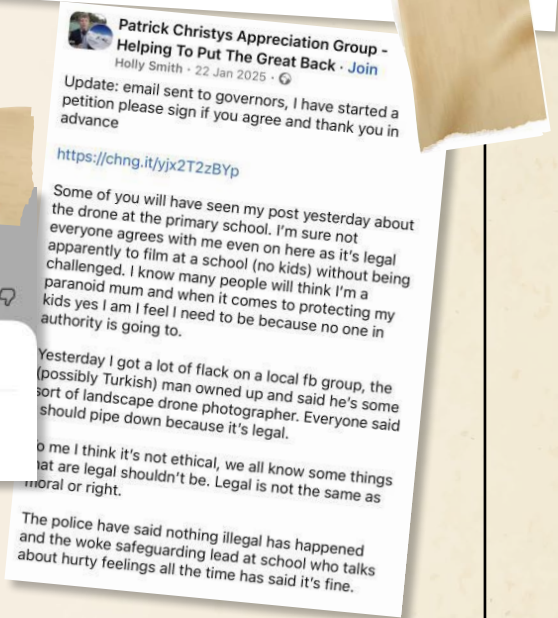 Patrick Christys Appreciation Group -
Helping To Put The Great Back · Join
Holly Smith · 22 Jan 2025 ·
Update: email sent to governors, I have started a
petition please sign if you agree and thank you in
advance
https://chng.it/yjx2T2zBYp
Some of you will have seen my post yesterday about
the drone at the primary school. I'm sure not
everyone agrees with me even on here as it's legal
apparently to film at a school (no kids) without being
challenged. I know many people will think I'm a
paranoid mum and when it comes to protecting my
kids yes I am I feel I need to be because no one in
authority is going to.
Yesterday I got a lot of flack on a local fb group, the
(possibly Turkish) man owned up and said he's some
sort of landscape drone photographer. Everyone said
should pipe down because it's legal.
o me I think it's not ethical, we all know some things
hat are legal shouldn't be. Legal is not the same as
moral or right.
The police have said nothing illegal has happened
and the woke safeguarding lead at school who talks
about hurty feelings all the time has said it's fine.